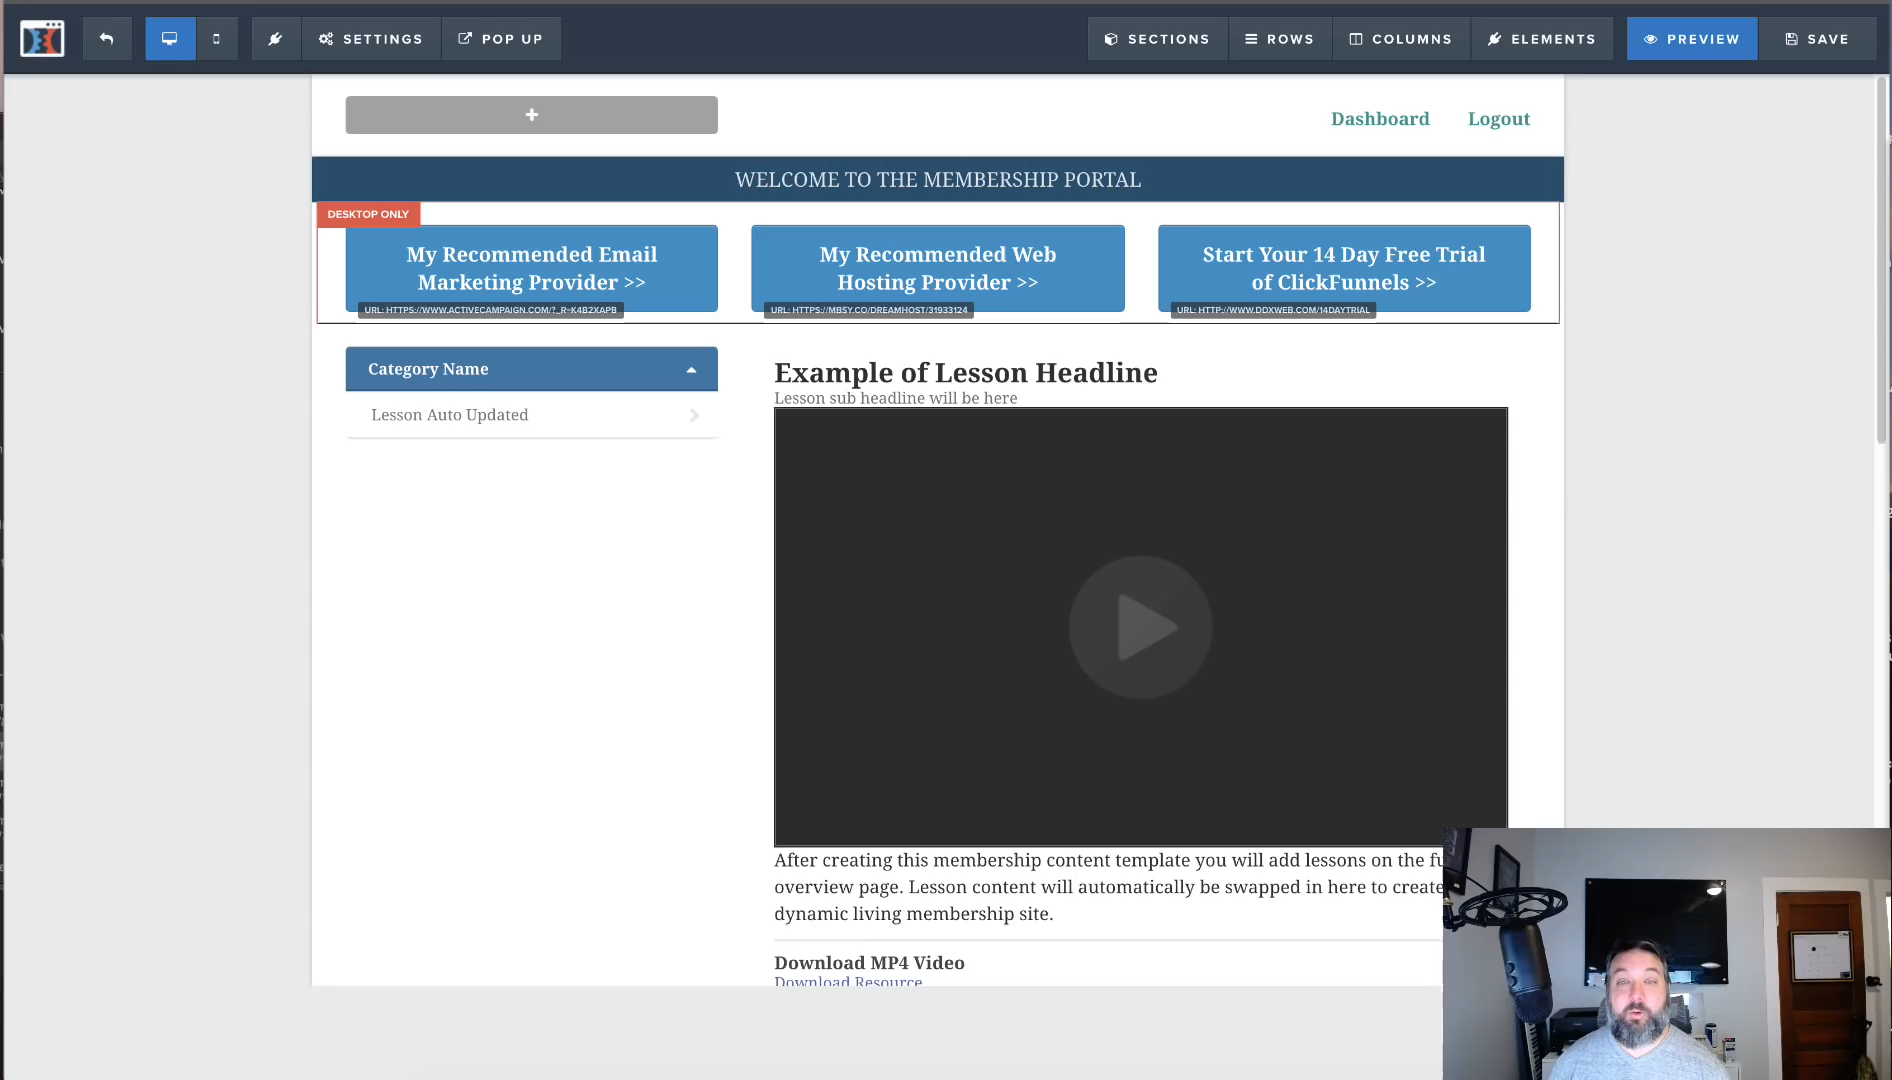 SETTINGS
POP UP
SECTIONS
ROWS
COLUMNS
ELEMENTS
PREVIEW
SAVE
Dashboard
Logout
WELCOME TO THE MEMBERSHIP PORTAL
DESKTOP ONLY
My Recommended Email
Marketing Provider >>
URL: HTTPS://WWW.ACTIVECAMPAIGN.COM/?_R=K4B2XAPB
My Recommended Web
Hosting Provider >>
URL: HTTPS://MBSY.CO/DREAMHOST/31933124
Start Your 14 Day Free Trial
of ClickFunnels >>
URL: HTTP://WWW.DDXWEB.COM/14DAYTRIAL
Category Name
Lesson Auto Updated
Example of Lesson Headline
Lesson sub headline will be here
After creating this membership content template you will add lessons on the fu
overview page. Lesson content will automatically be swapped in here to create
dynamic living membership site.
Download MP4 Video
Download Resource